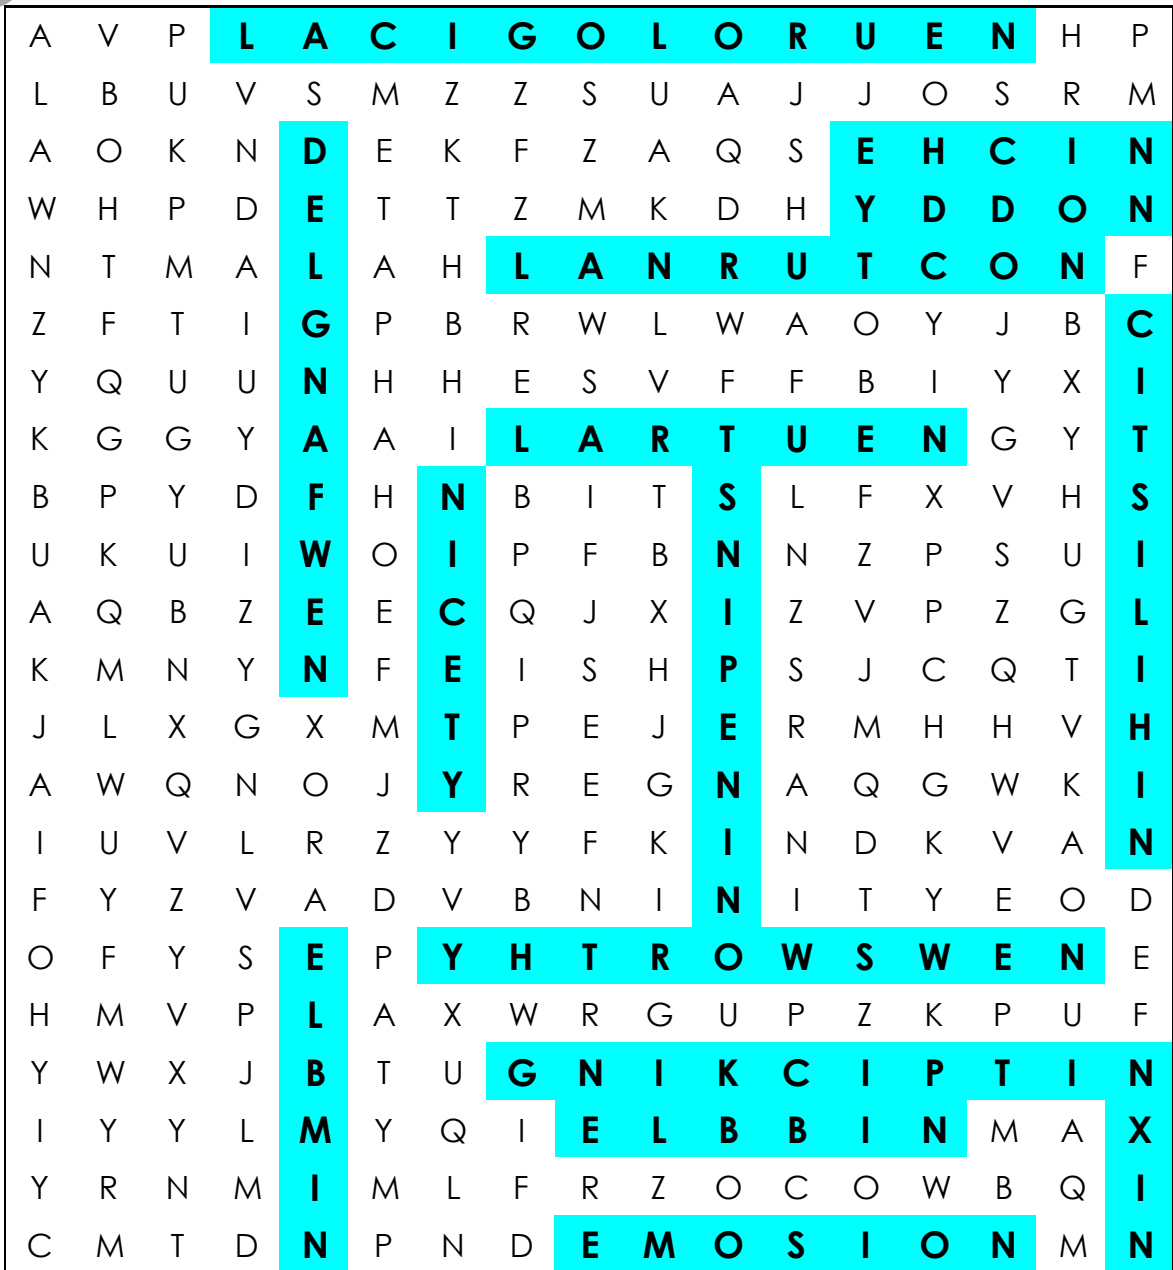 A V P L A C I G O L O R U E N H P
L B U V S M Z Z S U A J J O S R M
A O K N D E K F Z A Q S E H C I N
W H P D E T T Z M K D H Y D D O N
N T M A L A H L A N R U T C O N F
Z F T I G P B R W L W A O Y J B C
Y Q U U N H H E S V F F B I Y X I
K G G Y A A I L A R T U E N G Y T
B P Y D F H N B I T S L F X V H S
U K U I W O I P F B N N Z P S U I
A Q B Z E E C Q J X I Z V P Z G L
K M N Y N F E I S H P S J C Q T I
J L X G X M T P E J E R M H H V H
A W Q N O J Y R E G N A Q G W K I
I U V L R Z Y Y F K I N D K V A N
F Y Z V A D V B N I N I T Y E O D
O F Y S E P Y H T R O W S W E N E
H M V P L A X W R G U P Z K P U F
Y W X J B T U G N I K C I P T I N
I Y Y L M Y Q I E L B B I N M A X
Y R N M I M L F R Z O C O W B Q I
C M T D N P N D E M O S I O N M N